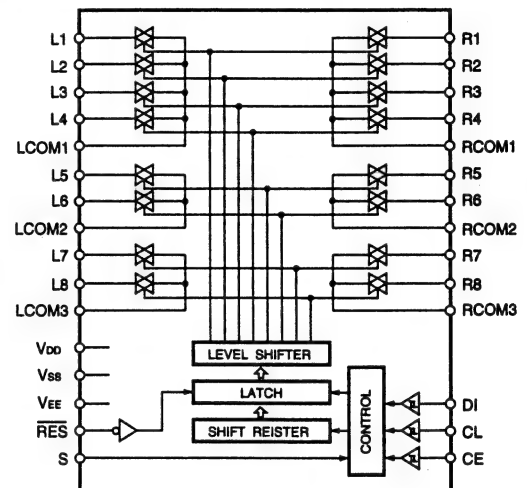 L1 R1
L2 R2
L3 R3
L4 R4
LCOM1 RCOM1
L5 R5
L6 R6
LCOM2 RCOM2
L7 R7
L8 R8
LCOM3 RCOM3
VDD
LEVEL SHIFTER
VSS
LATCH
VEE
DI
RES
SHIFT REISTER
CONTROL
CL
S
CE